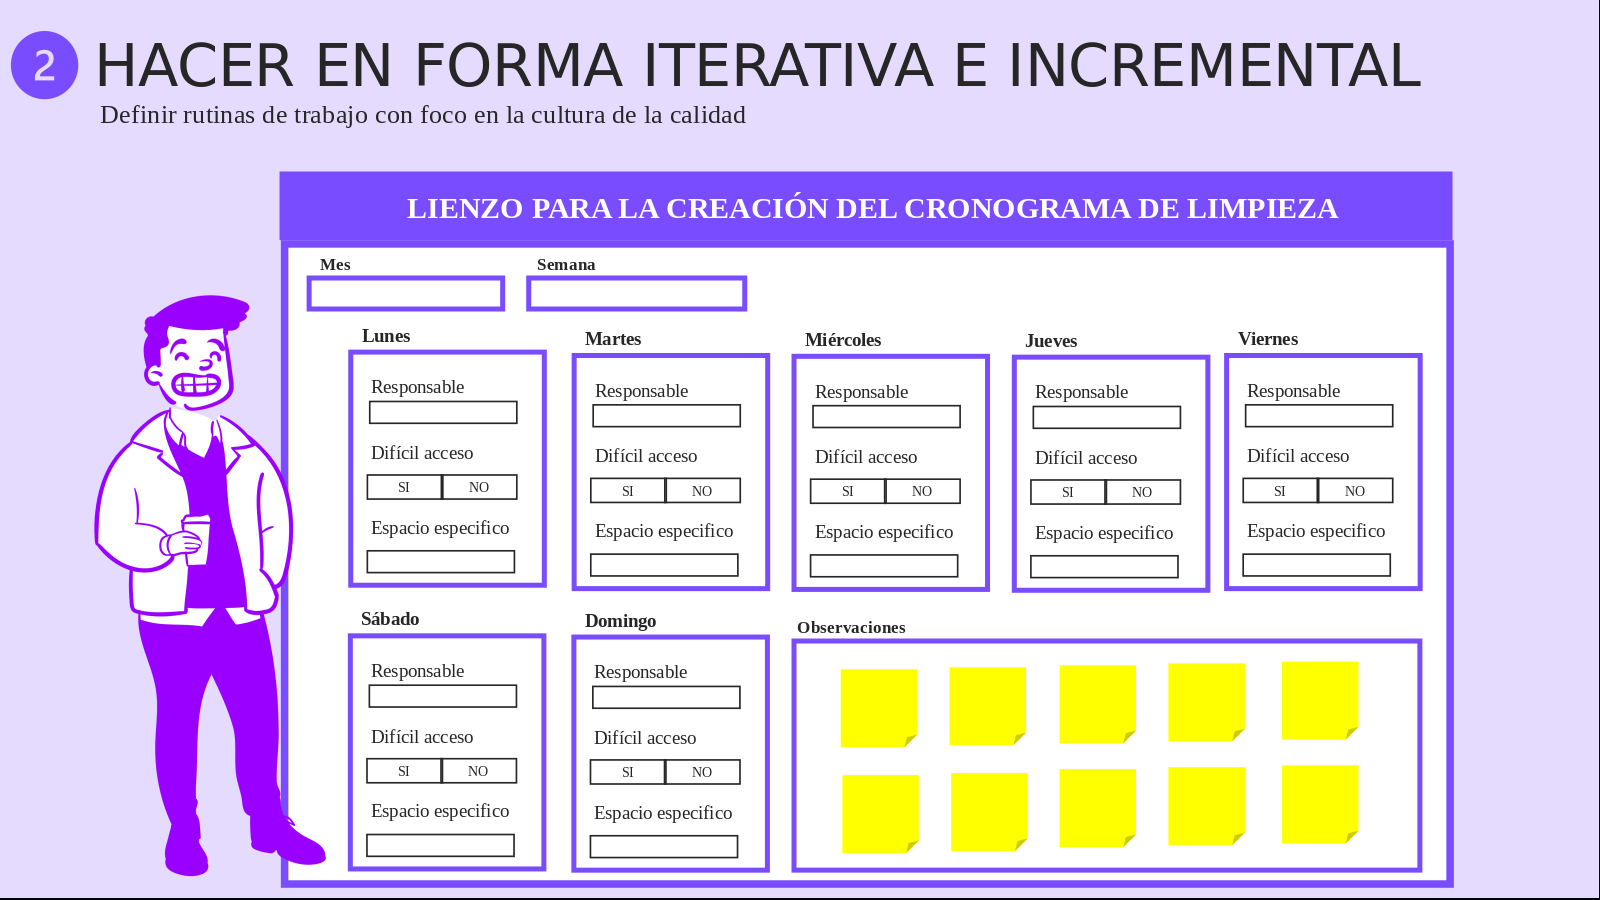 2 HACER EN FORMA ITERATIVA E INCREMENTAL
Definir rutinas de trabajo con foco en la cultura de la calidad
LIENZO PARA LA CREACIÓN DEL CRONOGRAMA DE LIMPIEZA
Mes
Semana
Lunes
Responsable
Difícil acceso
SI NO
Espacio especifico
Martes
Responsable
Difícil acceso
SI NO
Espacio especifico
Miércoles
Responsable
Difícil acceso
SI NO
Espacio especifico
Jueves
Responsable
Difícil acceso
SI NO
Espacio especifico
Viernes
Responsable
Difícil acceso
SI NO
Espacio especifico
Sábado
Responsable
Difícil acceso
SI NO
Espacio especifico
Domingo
Responsable
Difícil acceso
SI NO
Espacio especifico
Observaciones